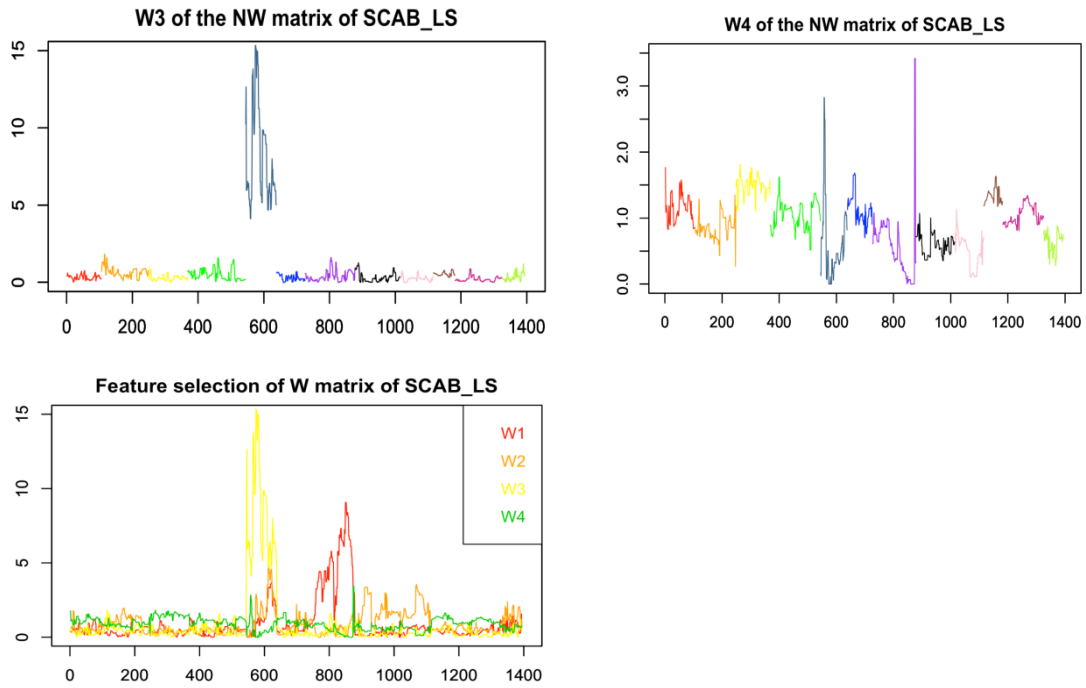 W3 of the NW matrix of SCAB_LS
15
10
5
0
0 200 400 600 800 1000 1200 1400
W4 of the NW matrix of SCAB_LS
3.0
2.0
1.0
0.0
0 200 400 600 800 1000 1200 1400
Feature selection of W matrix of SCAB_LS
15
10
5
0
W1
W2
W3
W4
0 200 400 600 800 1000 1200 1400